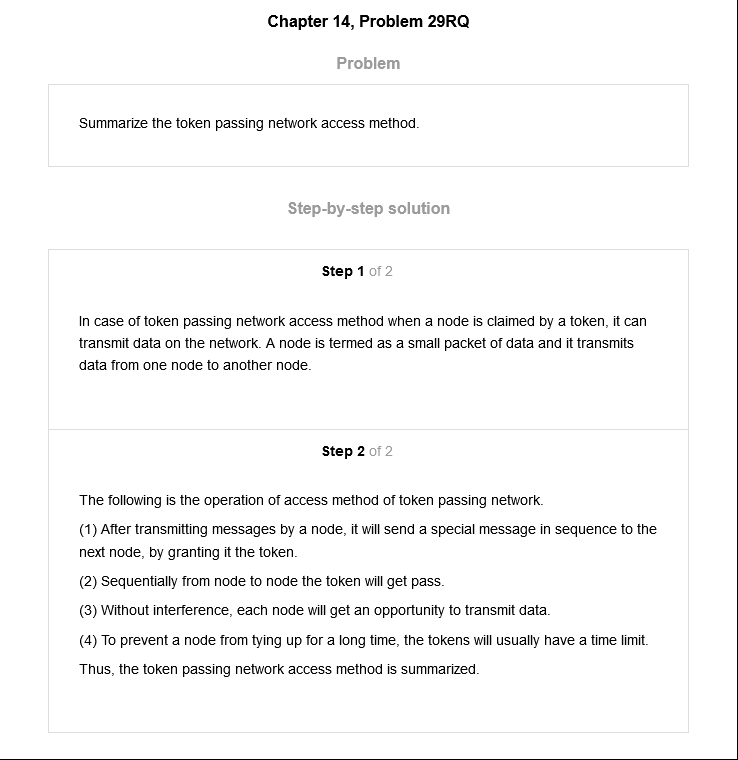 Chapter 14, Problem 29RQ
Problem
Summarize the token passing network access method.
Step-by-step solution
Step 1 of 2
In case of token passing network access method when a node is claimed by a token, it can
transmit data on the network. A node is termed as a small packet of data and it transmits
data from one node to another node.
Step 2 of 2
The following is the operation of access method of token passing network.
(1) After transmitting messages by a node, it will send a special message in sequence to the
next node, by granting it the token.
(2) Sequentially from node to node the token will get pass.
(3) Without interference, each node will get an opportunity to transmit data.
(4) To prevent a node from tying up for a long time, the tokens will usually have a time limit.
Thus, the token passing network access method is summarized.